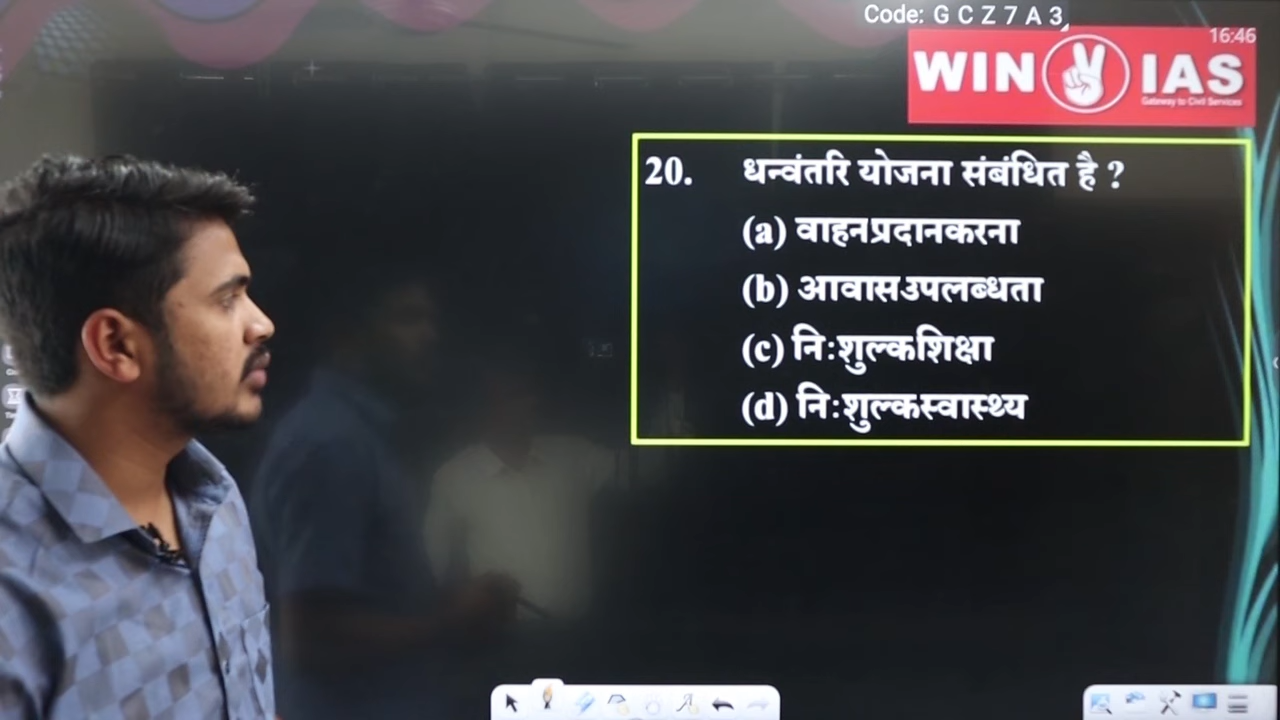 Code: G C Z 7 A 3
16:46
WIN IAS
Gateway to Civil Services
20. धन्वंतरि योजना संबंधित है ?
(a) वाहनप्रदानकरना
(b) आवासउपलब्धता
(c) निःशुल्कशिक्षा
(d) निःशुल्कस्वास्थ्य